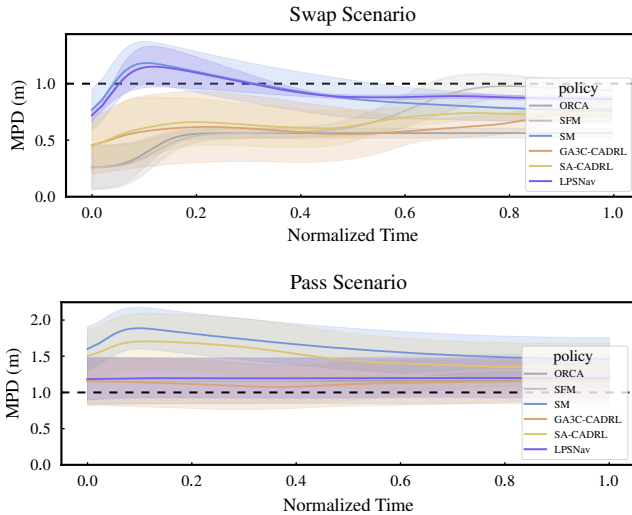 Swap Scenario
MPD (m)
1.0
0.5
0.0
policy
ORCA
SFM
SM
GA3C-CADRL
SA-CADRL
LPSNav
0.0 0.2 0.4 0.6 0.8 1.0
Normalized Time
Pass Scenario
MPD (m)
2.0
1.5
1.0
0.5
0.0
policy
ORCA
SFM
SM
GA3C-CADRL
SA-CADRL
LPSNav
0.0 0.2 0.4 0.6 0.8 1.0
Normalized Time